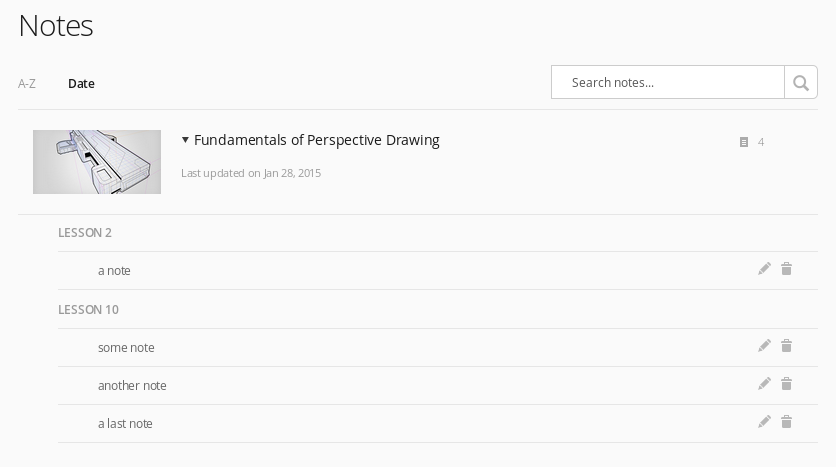 Notes
A-Z Date Search notes...
Fundamentals of Perspective Drawing 4
Last updated on Jan 28, 2015
LESSON 2
a note
LESSON 10
some note
another note
a last note